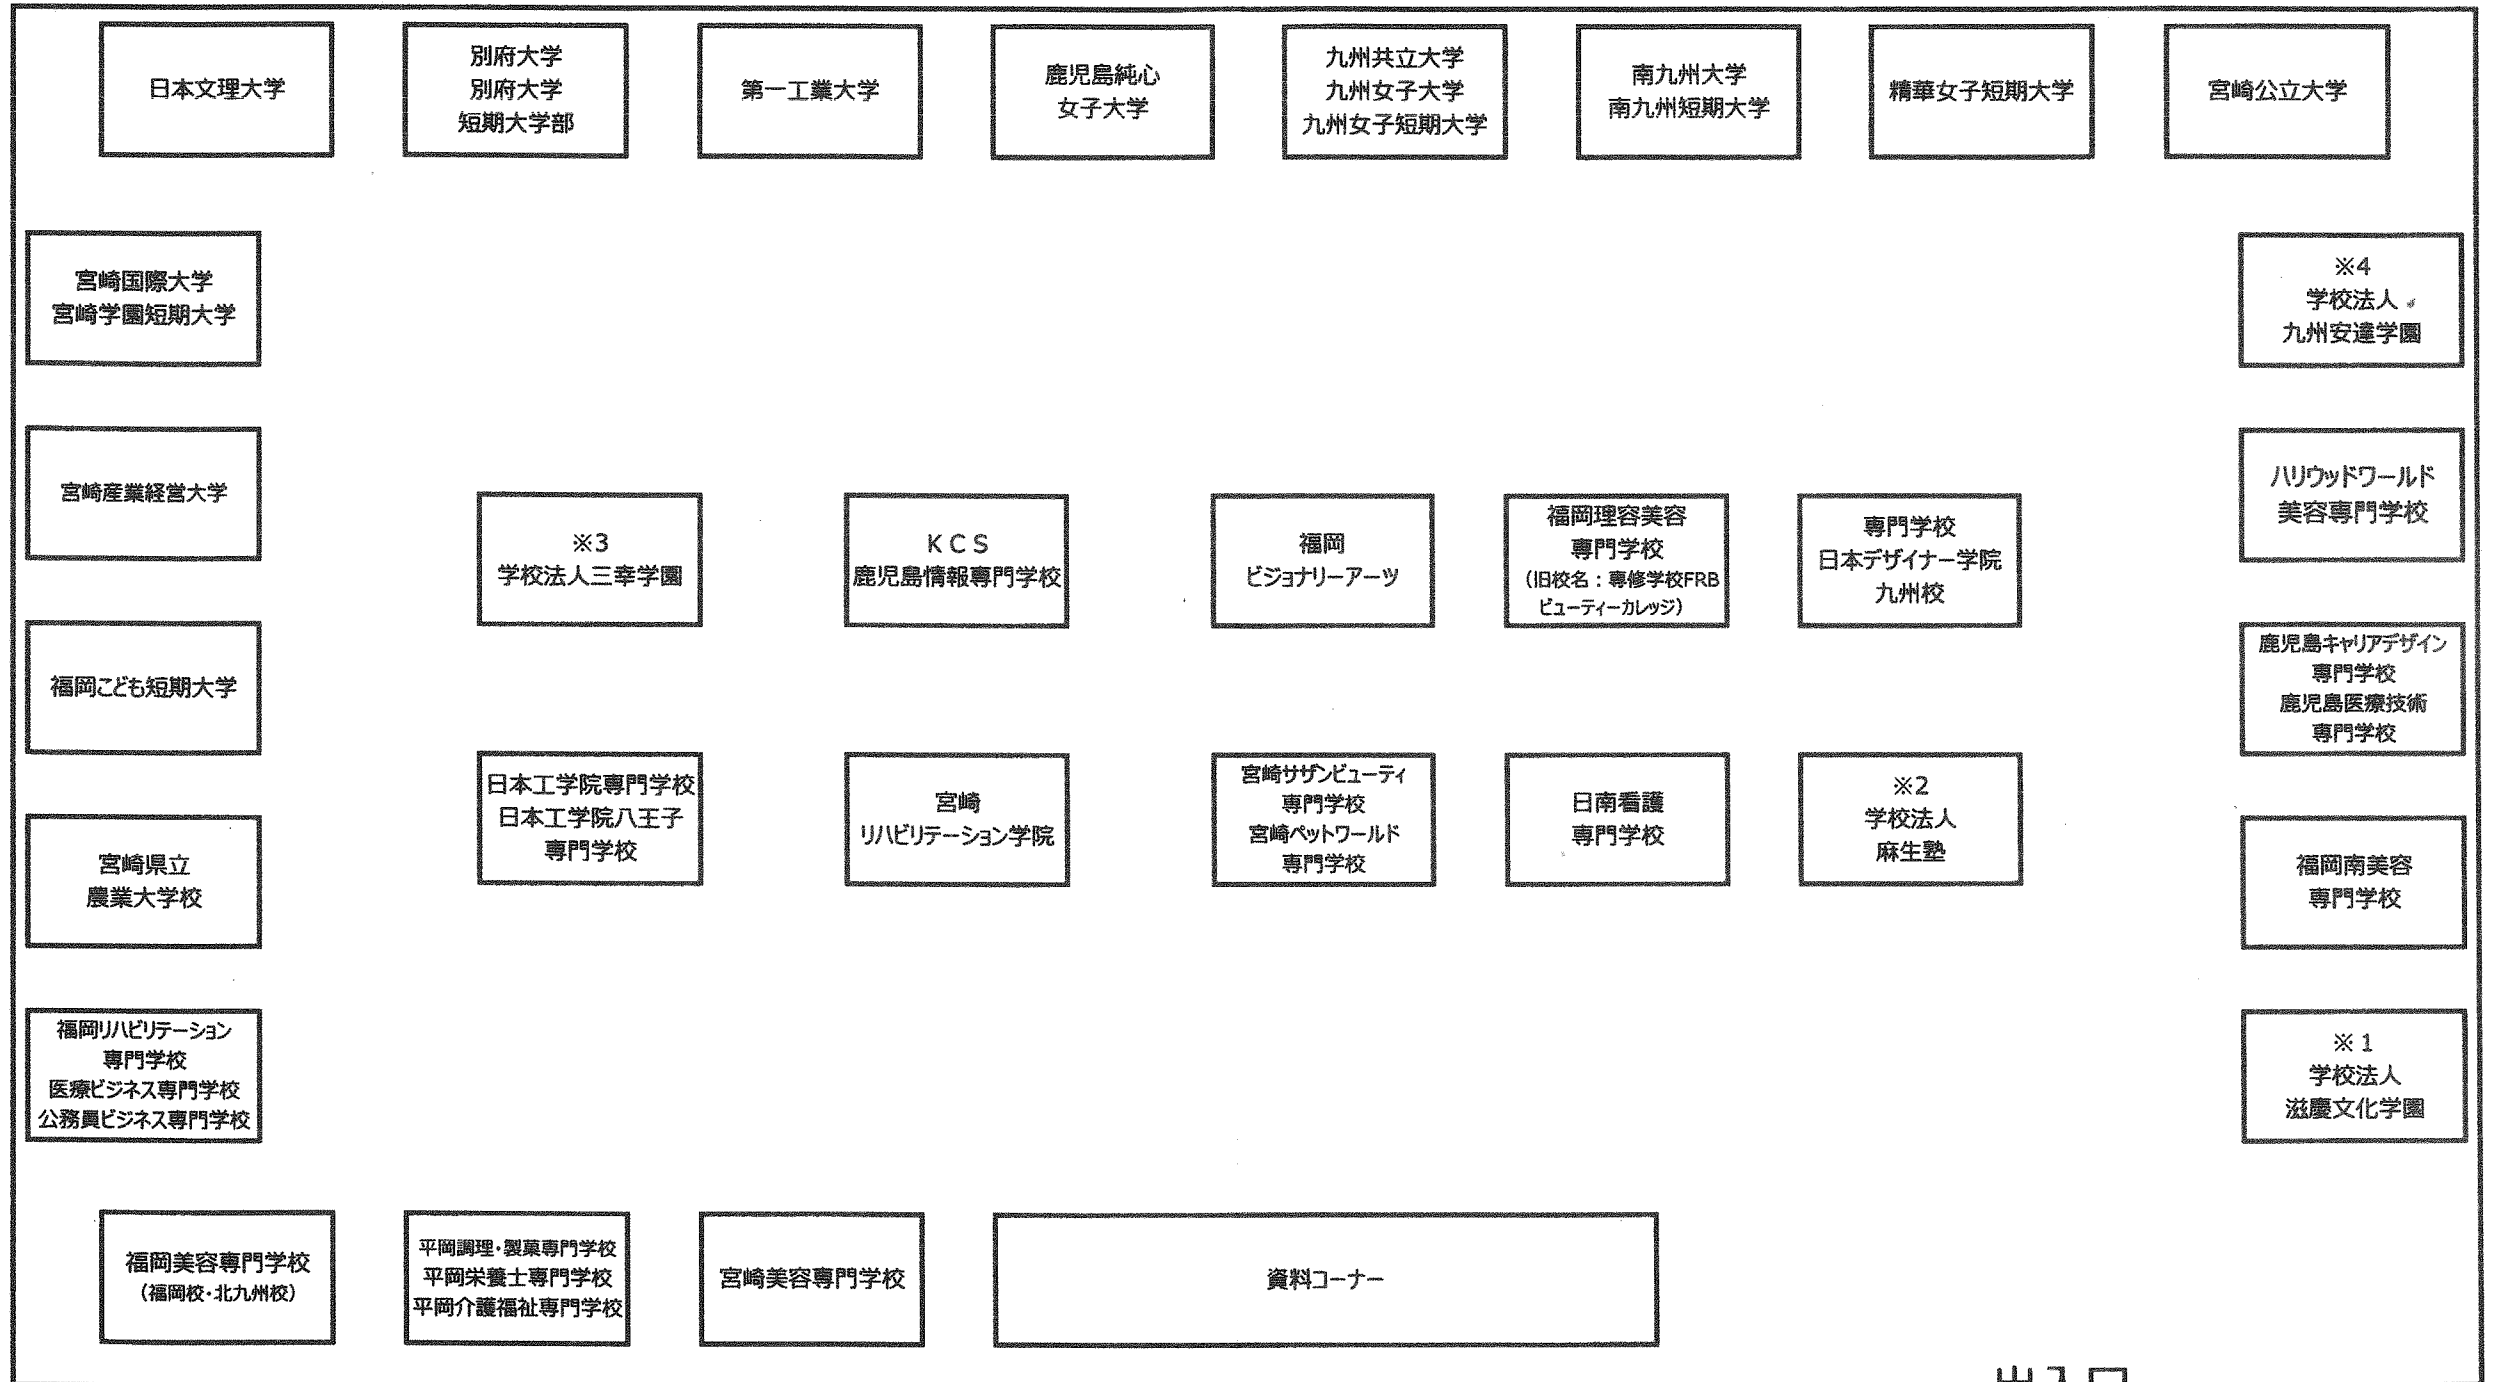 日本文理大学
別府大学
別府大学
短期大学部
第一工業大学
鹿児島純心
女子大学
九州共立大学
九州女子大学
九州女子短期大学
南九州大学
南九州短期大学
精華女子短期大学
宮崎公立大学
宮崎国際大学
宮崎学園短期大学
※4
学校法人
九州安達学園
宮崎産業経営大学
ハリウッドワールド
美容専門学校
※3
学校法人三幸学園
KCS
鹿児島情報専門学校
福岡
ビジョナリーアーツ
福岡理容美容
専門学校
（旧校名：専修学校FRB
ビューティーカレッジ）
専門学校
日本デザイナー学院
九州校
福岡こども短期大学
鹿児島キャリアデザイン
専門学校
鹿児島医療技術
専門学校
日本工学院専門学校
日本工学院八王子
専門学校
宮崎
リハビリテーション学院
宮崎サザンビューティ
専門学校
宮崎ペットワールド
専門学校
日南看護
専門学校
※2
学校法人
麻生塾
宮崎県立
農業大学校
福岡南美容
専門学校
福岡リハビリテーション
専門学校
医療ビジネス専門学校
公務員ビジネス専門学校
※1
学校法人
滋慶文化学園
福岡美容専門学校
（福岡校・北九州校）
平岡調理・製菓専門学校
平岡栄養士専門学校
平岡介護福祉専門学校
宮崎美容専門学校
資料コーナー
出入口